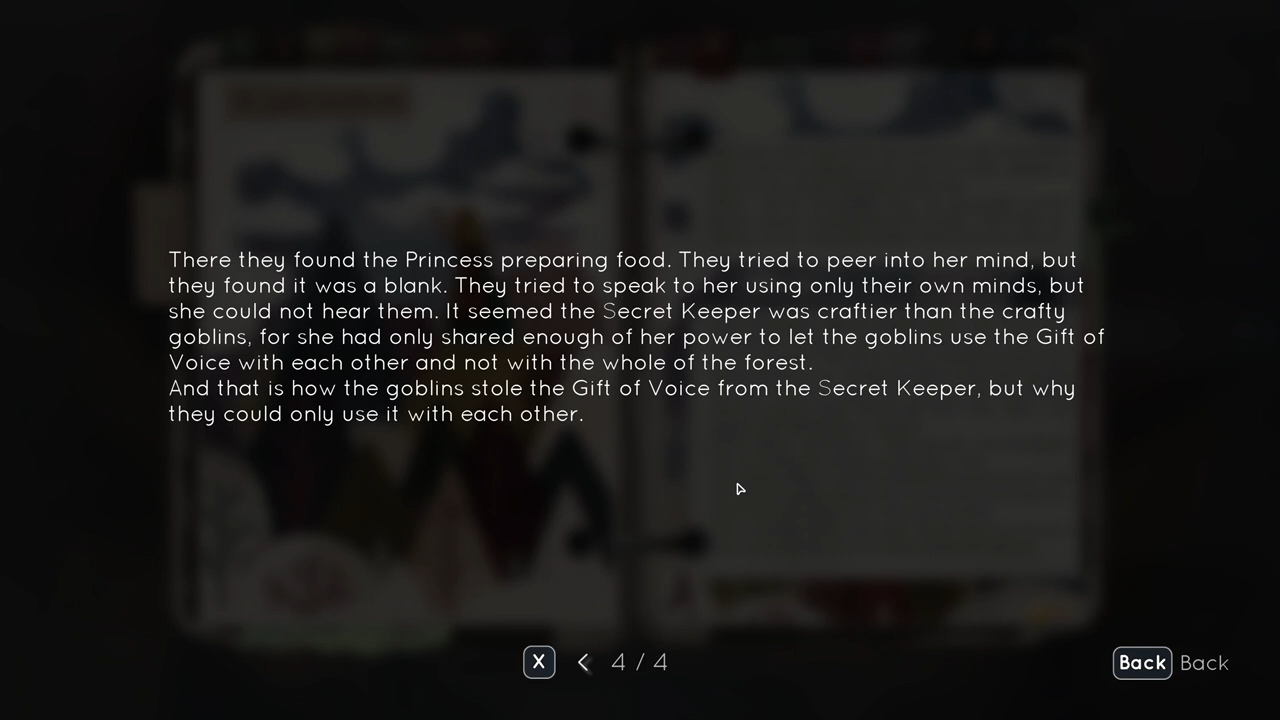 There they found the Princess preparing food. They tried to peer into her mind, but
they found it was a blank. They tried to speak to her using only their own minds, but
she could not hear them. It seemed the Secret Keeper was craftier than the crafty
goblins, for she had only shared enough of her power to let the goblins use the Gift of
Voice with each other and not with the whole of the forest.
And that is how the goblins stole the Gift of Voice from the Secret Keeper, but why
they could only use it with each other.
X < 4 / 4
Back Back